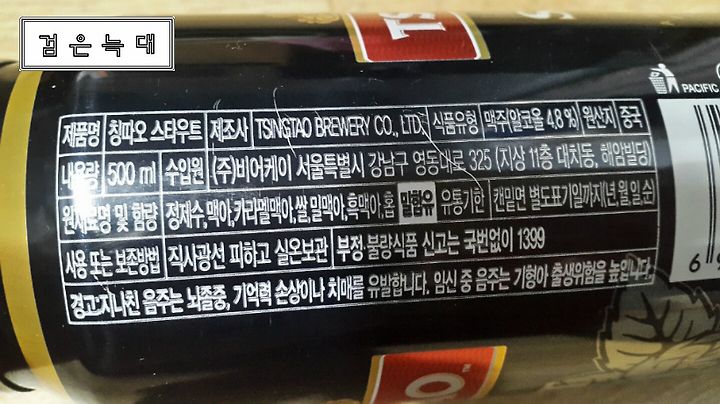 검은늑대
TS
S
PACIFIC
제품명 칭따오 스타우트 제조사 TSINGTAO BREWERY CO., LTD. 식품유형 맥주(알코올 4.8%) 원산지 중국
내용량 500 ml 수입원 (주)비어케이 서울특별시 강남구 영동대로 325 (지상 11층 대치동, 해암빌딩)
원재료명 및 함량 정제수,맥아,카라멜맥아,쌀,밀맥아,흑맥아,홉 밀함유 유통기한 캔밑면 별도표기일까지(년,월,일,순)
사용 또는 보존방법 직사광선 피하고 실온보관 부정·불량식품 신고는 국번없이 1399
경고:지나친 음주는 뇌졸중, 기억력 손상이나 치매를 유발합니다. 임신 중 음주는 기형아 출생위험을 높입니다.
6 9
O™